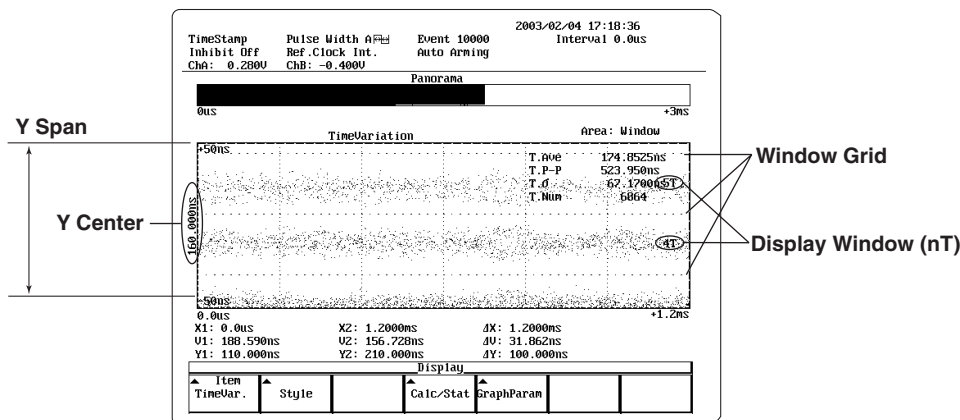 2003/02/04 17:18:36
TimeStamp Pulse Width A Event 10000 Interval 0.0us
Inhibit Off Ref.Clock Int. Auto Arming
ChA: 0.280V ChB: -0.400V
Panorama
0us +3ms
Y Span
TimeVariation Area: Window
+50ns
T.Ave 174.8525ns
T.P-P 523.950ns
T.σ 67.1700ns
T.Num 6864
5T
Window Grid
Y Center
160.000ns
4T
Display Window (nT)
-50ns
0.0us +1.2ms
X1: 0.0us X2: 1.2000ms ΔX: 1.2000ms
V1: 188.590ns V2: 156.728ns ΔV: 31.862ns
Y1: 110.000ns Y2: 210.000ns ΔY: 100.000ns
Display
Item
TimeVar. Style Calc/Stat GraphParam